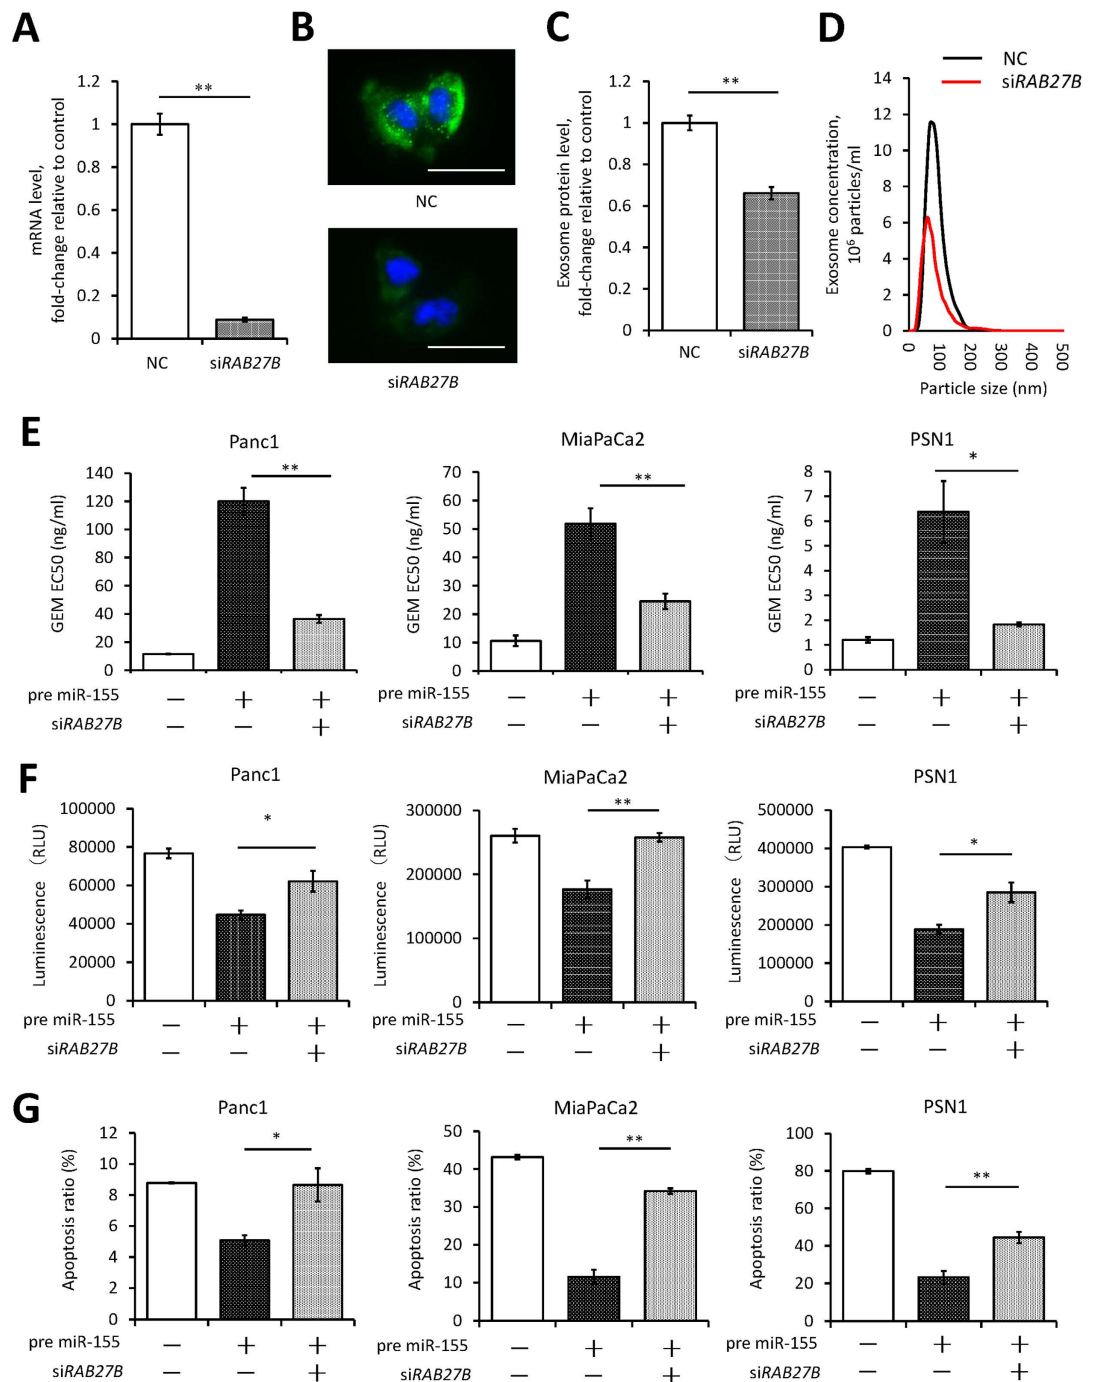 A
mRNA level,
fold-change relative to control
1.2
1
0.8
0.6
0.4
0.2
0
**
NC
siRAB27B
B
NC
siRAB27B
C
Exosome protein level,
fold-change relative to control
1.2
1
0.8
0.6
0.4
0.2
0
**
NC
siRAB27B
D
NC
siRAB27B
Exosome concentration,
10⁶ particles/ml
14
12
10
8
6
4
2
0
0
100
200
300
400
500
Particle size (nm)
E
Panc1
GEM EC50 (ng/ml)
140
120
100
80
60
40
20
0
**
pre miR-155 — + +
siRAB27B — — +
MiaPaCa2
GEM EC50 (ng/ml)
70
60
50
40
30
20
10
0
**
pre miR-155 — + +
siRAB27B — — +
PSN1
GEM EC50 (ng/ml)
8
7
6
5
4
3
2
1
0
*
pre miR-155 — + +
siRAB27B — — +
F
Panc1
Luminescence （RLU)
100000
80000
60000
40000
20000
0
*
pre miR-155 — + +
siRAB27B — — +
MiaPaCa2
Luminescence （RLU)
300000
200000
100000
0
**
pre miR-155 — + +
siRAB27B — — +
PSN1
Luminescence （RLU)
500000
400000
300000
200000
100000
0
*
pre miR-155 — + +
siRAB27B — — +
G
Panc1
Apoptosis ratio (%)
12
10
8
6
4
2
0
*
pre miR-155 — + +
siRAB27B — — +
MiaPaCa2
Apoptosis ratio (%)
50
40
30
20
10
0
**
pre miR-155 — + +
siRAB27B — — +
PSN1
Apoptosis ratio (%)
100
80
60
40
20
0
**
pre miR-155 — + +
siRAB27B — — +